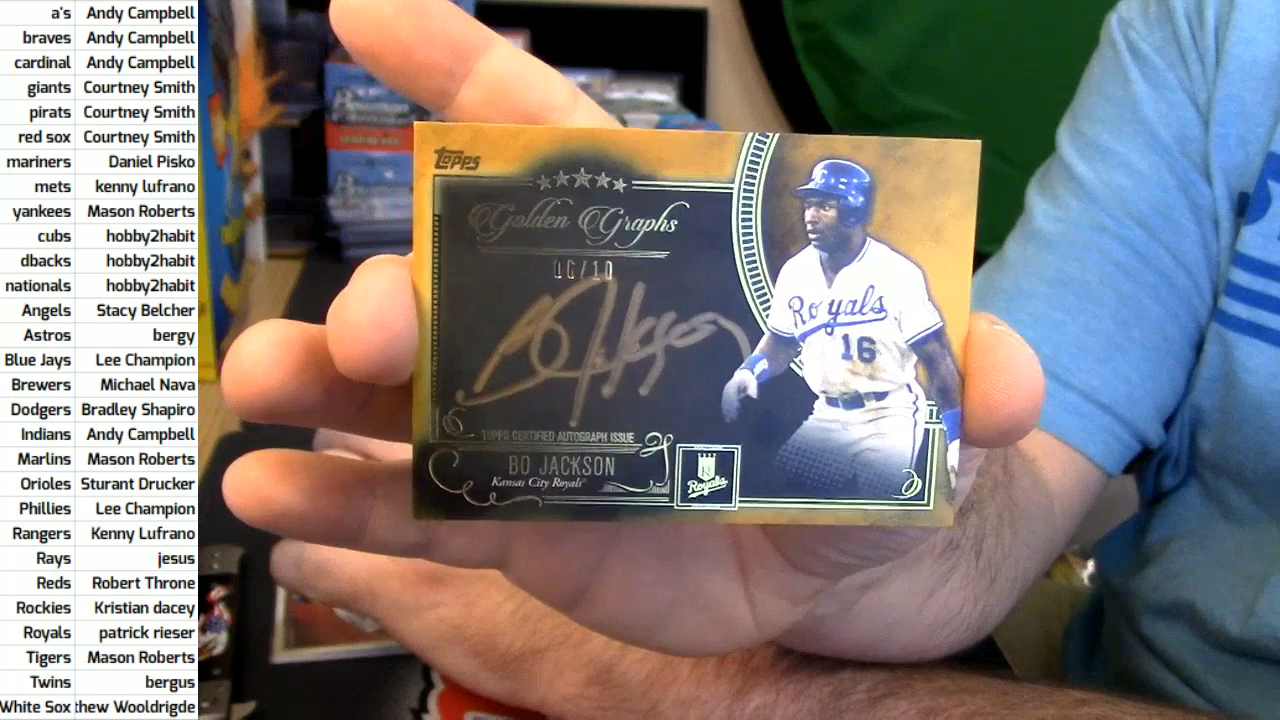 a's Andy Campbell
braves Andy Campbell
cardinal Andy Campbell
giants Courtney Smith
pirats Courtney Smith
red sox Courtney Smith
mariners Daniel Pisko
mets kenny lufrano
yankees Mason Roberts
cubs hobby2habit
dbacks hobby2habit
nationals hobby2habit
Angels Stacy Belcher
Astros bergy
Blue Jays Lee Champion
Brewers Michael Nava
Dodgers Bradley Shapiro
Indians Andy Campbell
Marlins Mason Roberts
Orioles Sturant Drucker
Phillies Lee Champion
Rangers Kenny Lufrano
Rays jesus
Reds Robert Throne
Rockies Kristian dacey
Royals patrick rieser
Tigers Mason Roberts
Twins bergus
White Sox thew Wooldrigde
Topps
Golden Graphs
/10
Bo Jackson
TOPPS CERTIFIED AUTOGRAPH ISSUE
BO JACKSON
Kansas City Royals
Royals
Royals
16